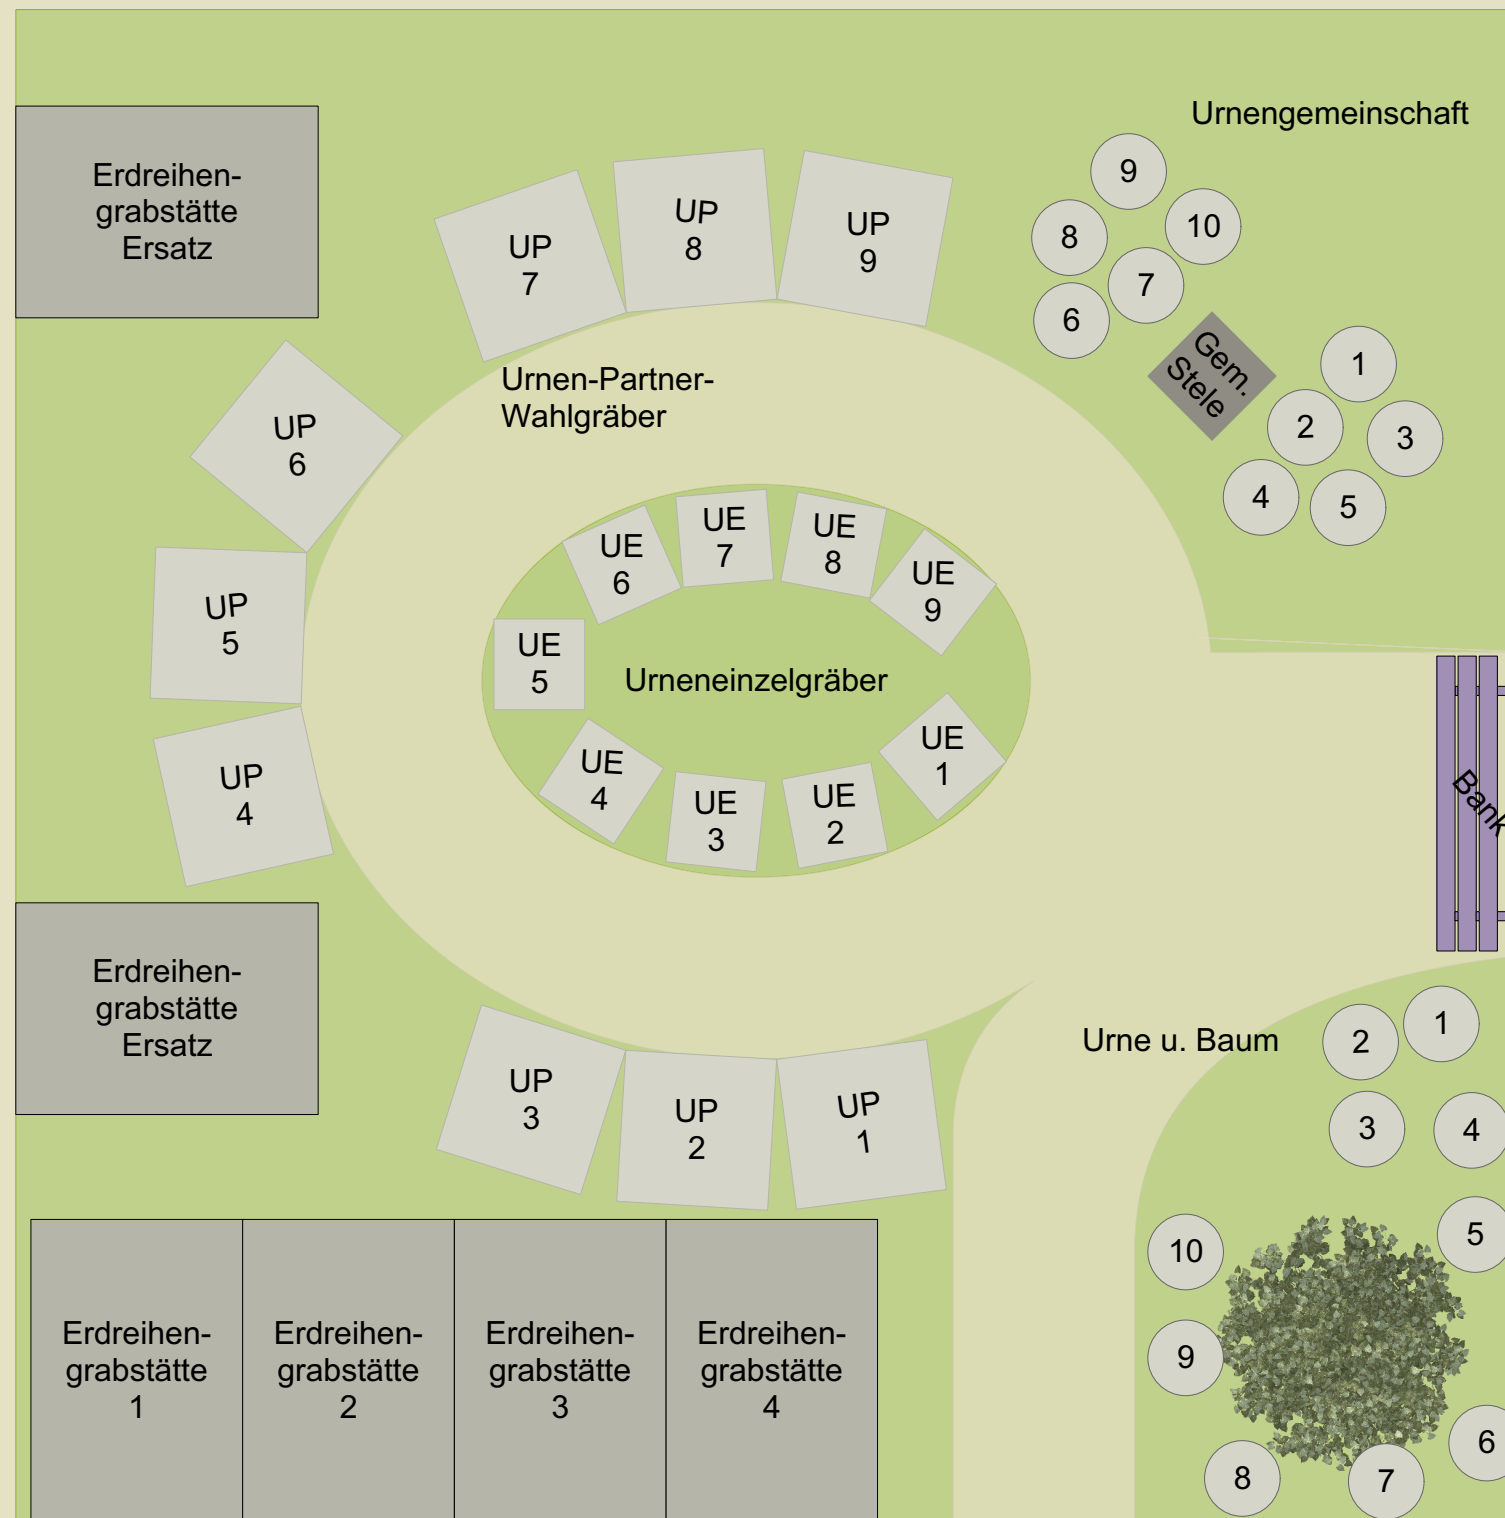 Urnengemeinschaft
Erdreihen-
grabstätte
Ersatz
UP
7
UP
8
UP
9
9
10
8
7
6
Gem.
Stele
1
2
3
4
5
Urnen-Partner-
Wahlgräber
UP
6
UP
5
UP
4
UE
6
UE
7
UE
8
UE
9
UE
5
Urneneinzelgräber
UE
4
UE
3
UE
2
UE
1
Bank
Erdreihen-
grabstätte
Ersatz
UP
3
UP
2
UP
1
Urne u. Baum
2
1
3
4
5
10
9
6
8
7
Erdreihen-
grabstätte
1
Erdreihen-
grabstätte
2
Erdreihen-
grabstätte
3
Erdreihen-
grabstätte
4